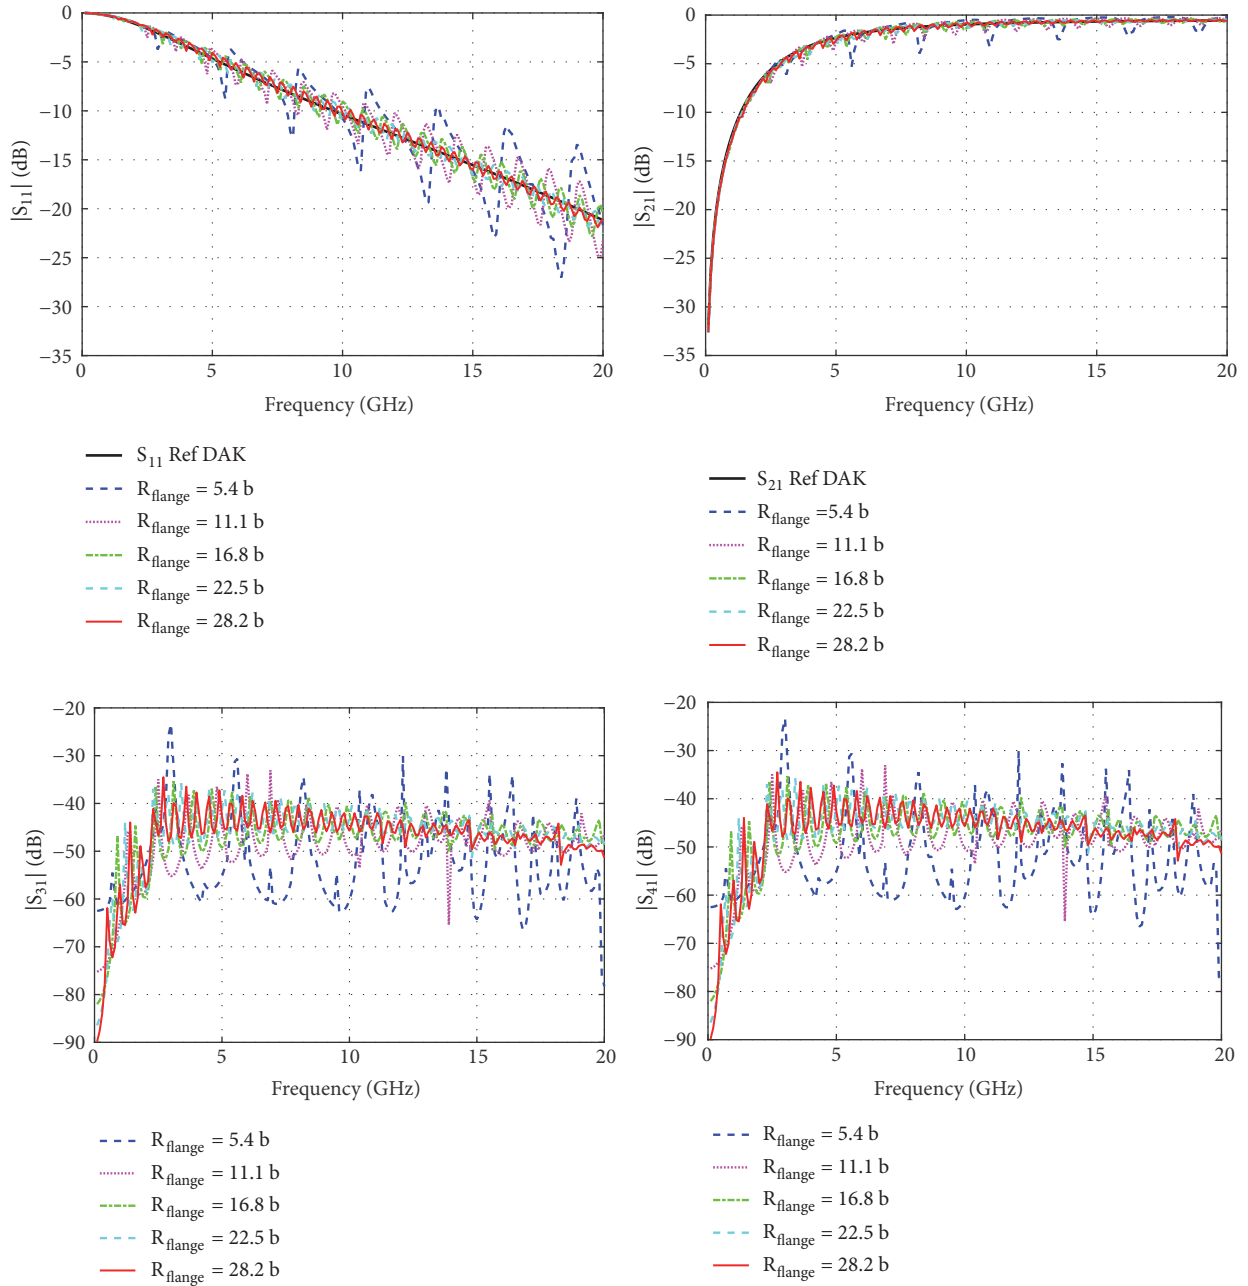 0
−5
−10
−15
−20
−25
−30
−35
|S11| (dB)
0 5 10 15 20
Frequency (GHz)
S11 Ref DAK
Rflange = 5.4 b
Rflange = 11.1 b
Rflange = 16.8 b
Rflange = 22.5 b
Rflange = 28.2 b
0
−5
−10
−15
−20
−25
−30
−35
|S21| (dB)
0 5 10 15 20
Frequency (GHz)
S21 Ref DAK
Rflange =5.4 b
Rflange = 11.1 b
Rflange = 16.8 b
Rflange = 22.5 b
Rflange = 28.2 b
−20
−30
−40
−50
−60
−70
−80
−90
|S31| (dB)
0 5 10 15 20
Frequency (GHz)
Rflange = 5.4 b
Rflange = 11.1 b
Rflange = 16.8 b
Rflange = 22.5 b
Rflange = 28.2 b
−20
−30
−40
−50
−60
−70
−80
−90
|S41| (dB)
0 5 10 15 20
Frequency (GHz)
Rflange = 5.4 b
Rflange = 11.1 b
Rflange = 16.8 b
Rflange = 22.5 b
Rflange = 28.2 b